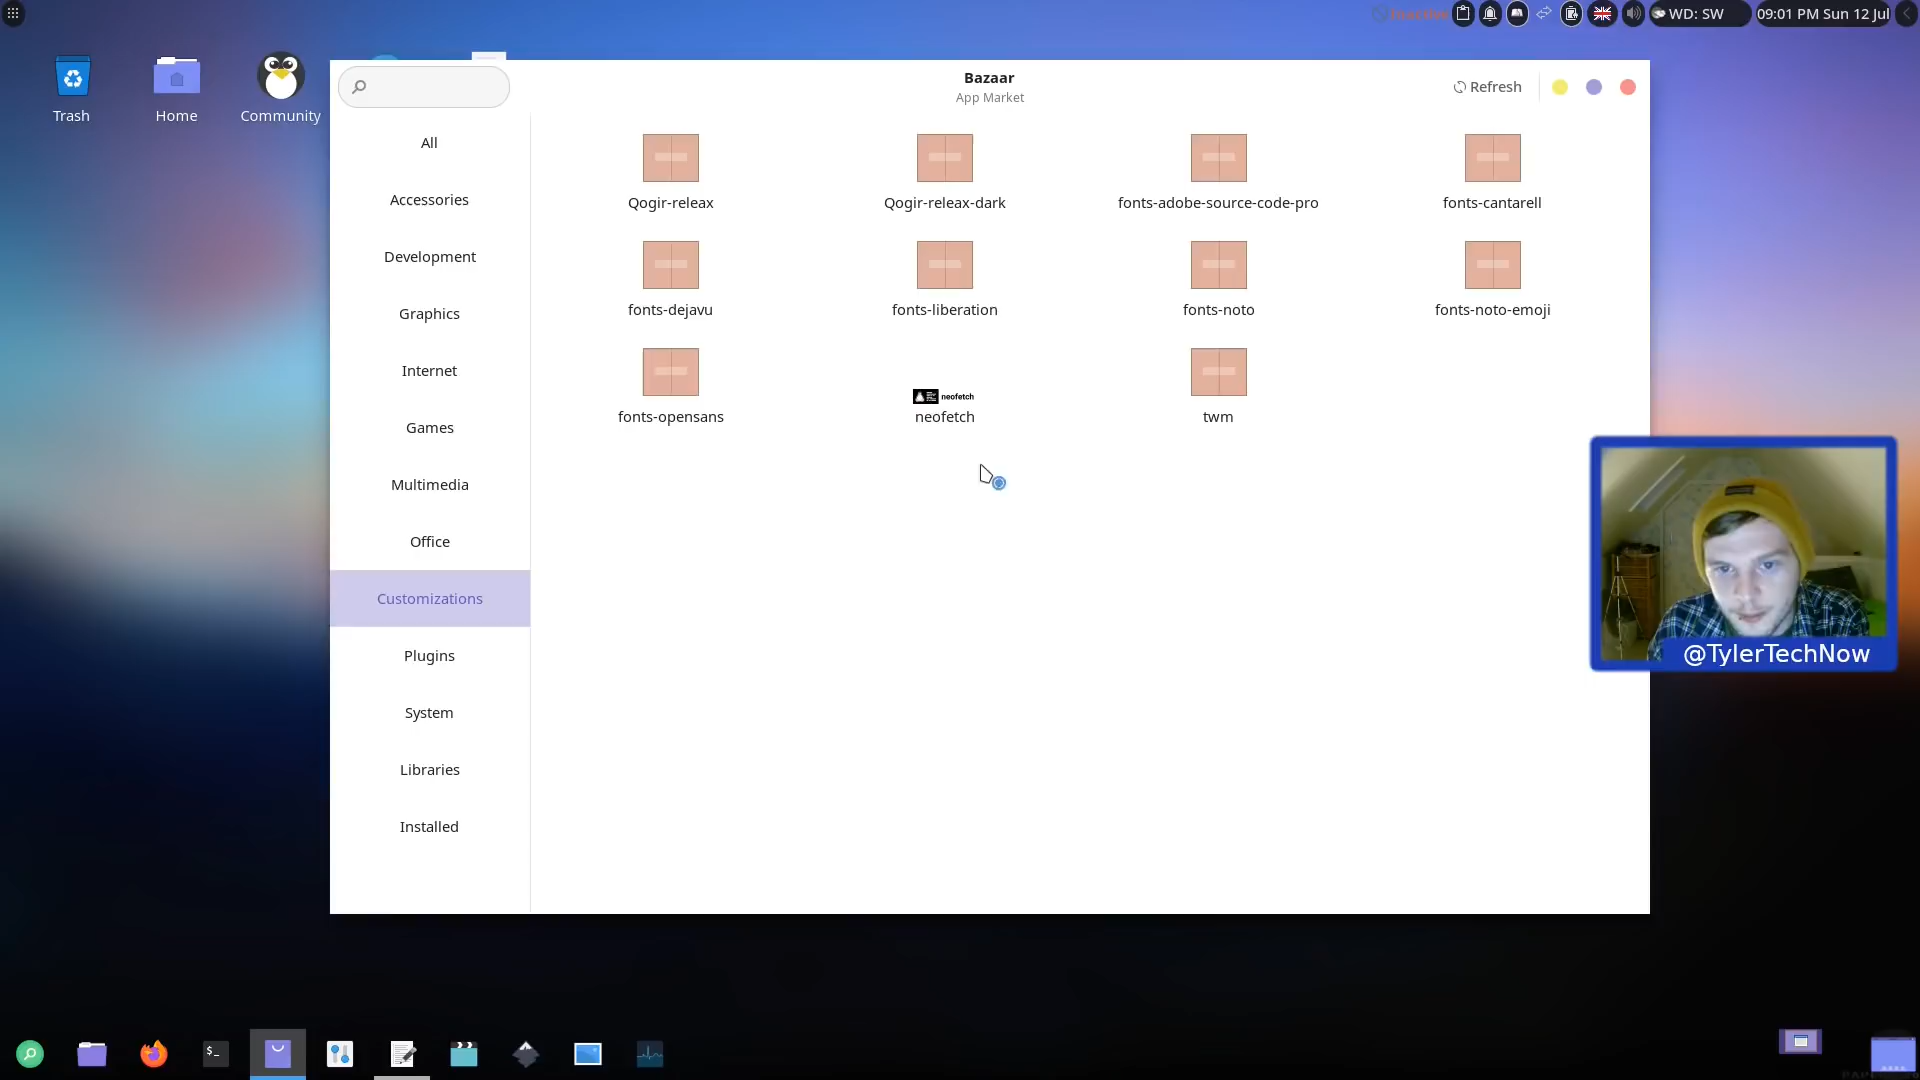 WD: SW
09:01 PM Sun 12 Jul
Trash
Home
Community
Bazaar
App Market
Refresh
All
Accessories
Development
Graphics
Internet
Games
Multimedia
Office
Customizations
Plugins
System
Libraries
Installed
Qogir-releax
Qogir-releax-dark
fonts-adobe-source-code-pro
fonts-cantarell
fonts-dejavu
fonts-liberation
fonts-noto
fonts-noto-emoji
fonts-opensans
neofetch
neofetch
twm
@TylerTechNow
$_